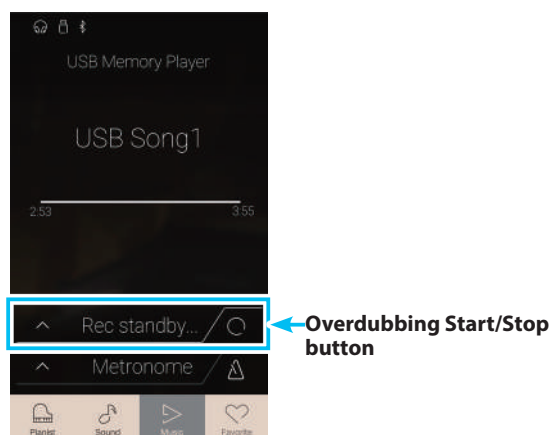 USB Memory Player
USB Song1
2:53 3:55
Rec standby...
Overdubbing Start/Stop
button
Metronome
Pianist Sound Music Favorite